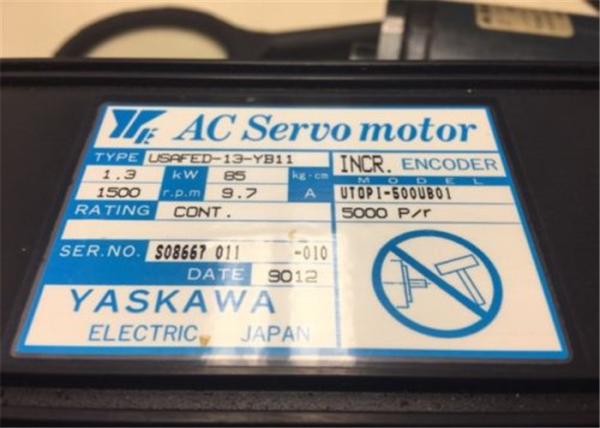 AC Servo motor
TYPE USAFED-13-YB11
1.3 kW 85 kg·cm
1500 r.p.m 9.7 A
RATING CONT.
SER.NO. S08667 011 -010
DATE 9012
YASKAWA
ELECTRIC, JAPAN
INCR. ENCODER
MODEL
UTOPI-500UB01
5000 P/r